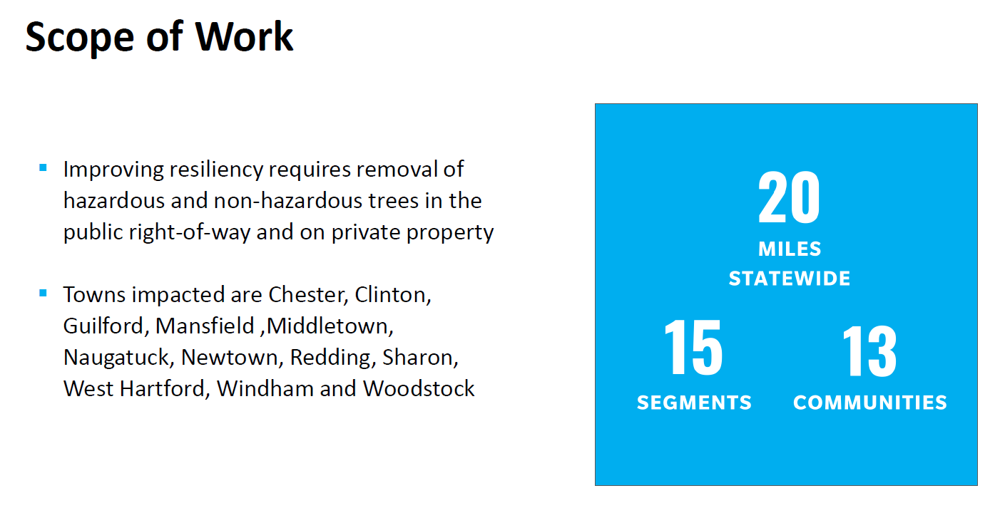 Scope of Work
▪ Improving resiliency requires removal of
hazardous and non-hazardous trees in the
public right-of-way and on private property
▪ Towns impacted are Chester, Clinton,
Guilford, Mansfield ,Middletown,
Naugatuck, Newtown, Redding, Sharon,
West Hartford, Windham and Woodstock
20
MILES
STATEWIDE
15
SEGMENTS
13
COMMUNITIES